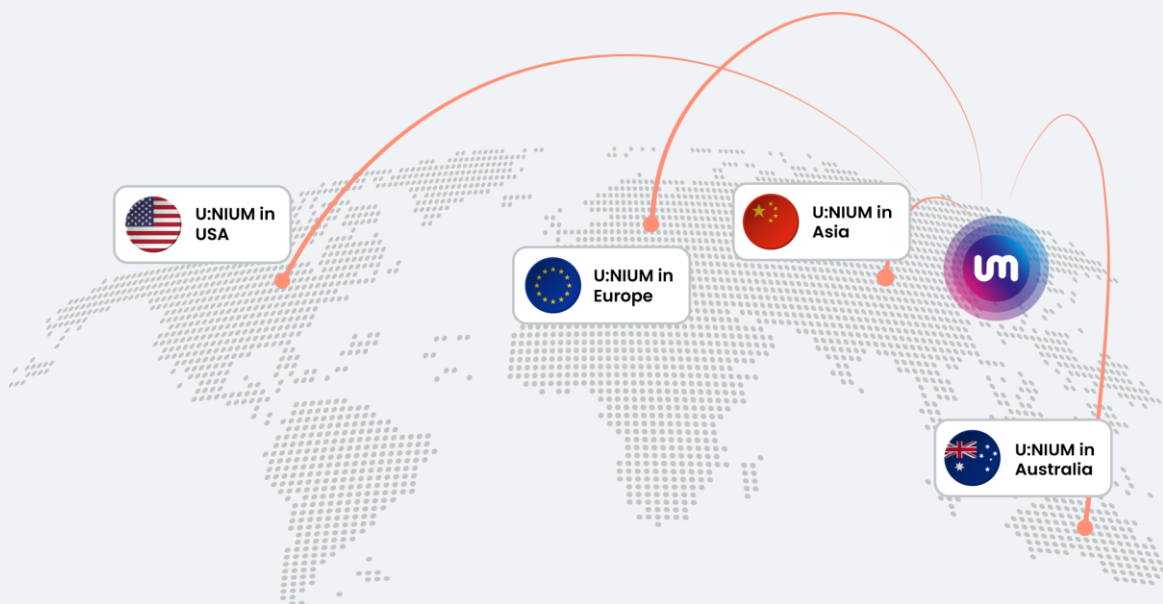 U:NIUM in
USA
U:NIUM in
Europe
U:NIUM in
Asia
um
U:NIUM in
Australia